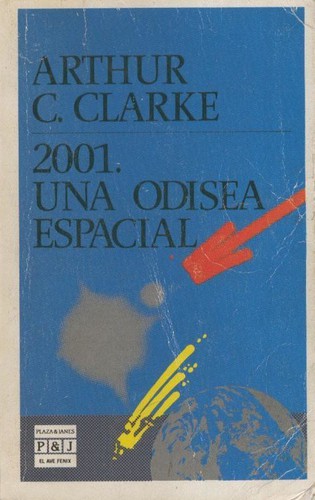 ARTHUR
C. CLARKE
2001.
UNA ODISEA
ESPACIAL
PLAZA & JANES
P&J
EL AVE FENIX